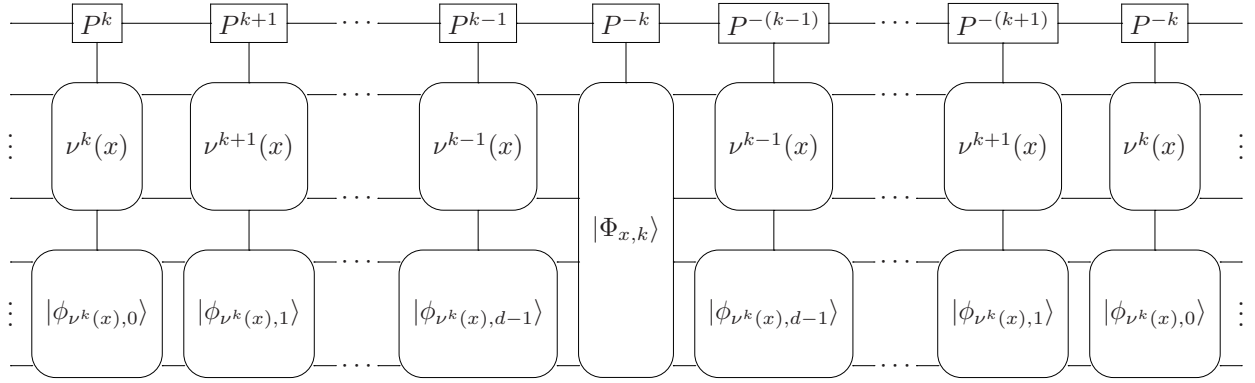 P^k P^{k+1} ⋯ P^{k−1} P^{−k} P^{−(k−1)} ⋯ P^{−(k+1)} P^{−k}
⋯ ⋯
⋮ ν^k(x) ν^{k+1}(x) ν^{k−1}(x) ν^{k−1}(x) ν^{k+1}(x) ν^k(x) ⋮
⋯ ⋯
|Φ_{x,k}⟩
⋯ ⋯
⋮ |ϕ_{ν^k(x),0}⟩ |ϕ_{ν^k(x),1}⟩ |ϕ_{ν^k(x),d−1}⟩ |ϕ_{ν^k(x),d−1}⟩ |ϕ_{ν^k(x),1}⟩ |ϕ_{ν^k(x),0}⟩ ⋮
⋯ ⋯